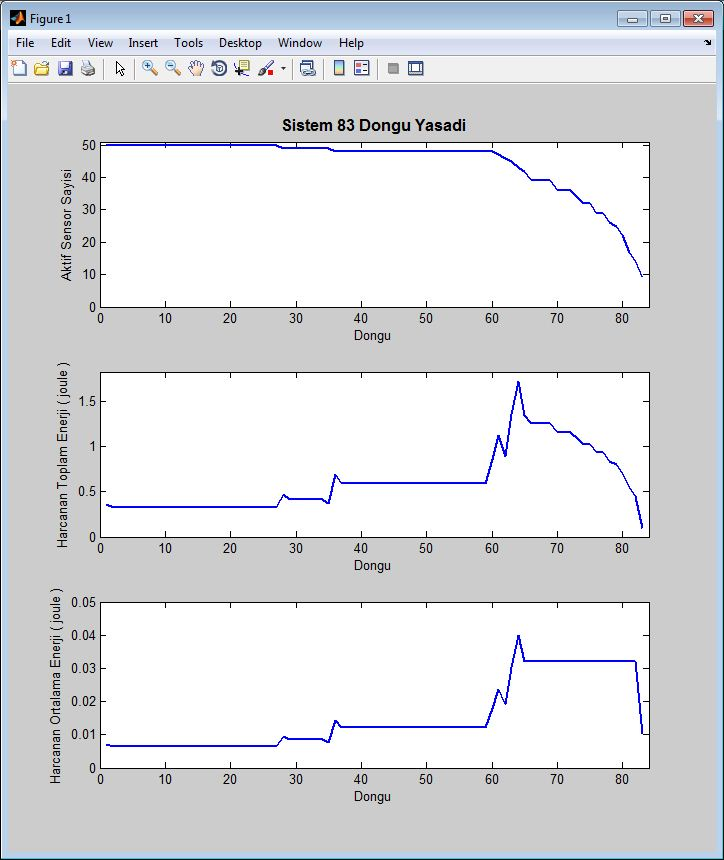 Figure 1
File Edit View Insert Tools Desktop Window Help
Sistem 83 Dongu Yasadi
Aktif Sensor Sayisi
50
40
30
20
10
0
0 10 20 30 40 50 60 70 80
Dongu
Harcanan Toplam Enerji ( joule )
1.5
1
0.5
0
0 10 20 30 40 50 60 70 80
Dongu
Harcanan Ortalama Enerji ( joule )
0.05
0.04
0.03
0.02
0.01
0
0 10 20 30 40 50 60 70 80
Dongu